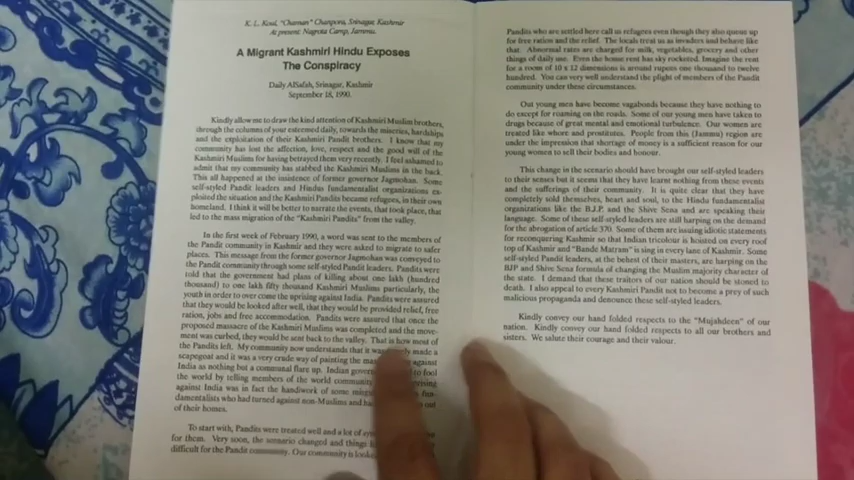 K. L. Koul, "Chaman" Chanpora, Srinagar, Kashmir
At present: Nagrota Camp, Jammu.
A Migrant Kashmiri Hindu Exposes
The Conspiracy
Daily AlSafah, Srinagar, Kashmir
September 18, 1990.
Kindly allow me to draw the kind attention of Kashmiri Muslim brothers,
through the columns of your esteemed daily, towards the miseries, hardships
and the exploitation of their Kashmiri Pandit brothers. I know that my
community has lost the affection, love, respect and the good will of the
Kashmiri Muslims for having betrayed them very recently. I feel ashamed to
admit that my community has stabbed the Kashmiri Muslims in the back.
This all happened at the insistence of former governor Jagmohan. Some
self-styled Pandit leaders and Hindus fundamentalist organizations ex-
ploited the situation and the Kashmiri Pandits became refugees, in their own
homeland. I think it will be better to narrate the events, that took place, that
led to the mass migration of the "Kashmiri Pandits" from the valley.
In the first week of February 1990, a word was sent to the members of
the Pandit community in Kashmir and they were asked to migrate to safer
places. This message from the former governor Jagmohan was conveyed to
the Pandit community through some self-styled Pandit leaders. Pandits were
told that the government had plans of killing about one lakh (hundred
thousand) to one lakh fifty thousand Kashmiri Muslims particularly, the
youth in order to over come the uprising against India. Pandits were assured
that they would be looked after well, that they would be provided relief, free
ration, jobs and free accomodation. Pandits were assured that once the
proposed massacre of the Kashmiri Muslims was completed and the move-
ment was curbed, they would be sent back to the valley. That is how most of
the Pandits left. My community now understands that it was made a
scapegoat and it was a very crude way of painting the against
India as nothing but a communal flare up. Indian to fool
the world by telling members of the world community rising
against India was in fact the handiwork of some fun-
damentalists who had turned against non-Muslims and out
of their homes.
To start with, Pandits were treated well and a lot of
for them. Very soon, the scenario changed and things
difficult for the Pandit community. Our community is
Pandits who are settled here call us refugees even though they also queue up
for free ration and the relief. The locals treat us as invaders and behave like
that. Abnormal rates are charged for milk, vegetables, grocery and other
things of daily use. Even the house rent has sky rocketed. Imagine the rent
for a room of 10 x 12 dimensions is around rupees one thousand to twelve
hundred. You can very well understand the plight of members of the Pandit
community under these circumstances.
Our young men have become vagabonds because they have nothing to
do except for roaming on the roads. Some of our young men have taken to
drugs because of great mental and emotional turbulence. Our women are
treated like whore and prostitutes. People from this (Jammu) region are
under the impression that shortage of money is a sufficient reason for our
young women to sell their bodies and honour.
This change in the scenario should have brought our self-styled leaders
to their senses but it seems that they have learnt nothing from these events
and the sufferings of their community. It is quite clear that they have
completely sold themselves, heart and soul, to the Hindu fundamentalist
organizations like the B.J.P. and the Shive Sena and are speaking their
language. Some of these self-styled leaders are still harping on the demand
for the abrogation of article 370. Some of them are issuing idiotic statements
for reconquering Kashmir so that Indian tricolour is hoisted on every roof
top of Kashmir and "Bande Matram" is sing in every lane of Kashmir. Some
self-styled Pandit leaders, at the behest of their masters, are harping on the
BJP and Shive Sena formula of changing the Muslim majority character of
the state. I demand that these traitors of our nation should be stoned to
death. I also appeal to every Kashmiri Pandit not to become a prey of such
malicious propaganda and denounce these self-styled leaders.
Kindly convey our hand folded respects to the "Mujahdeen" of our
nation. Kindly convey our hand folded respects to all our brothers and
sisters. We salute their courage and their valour.